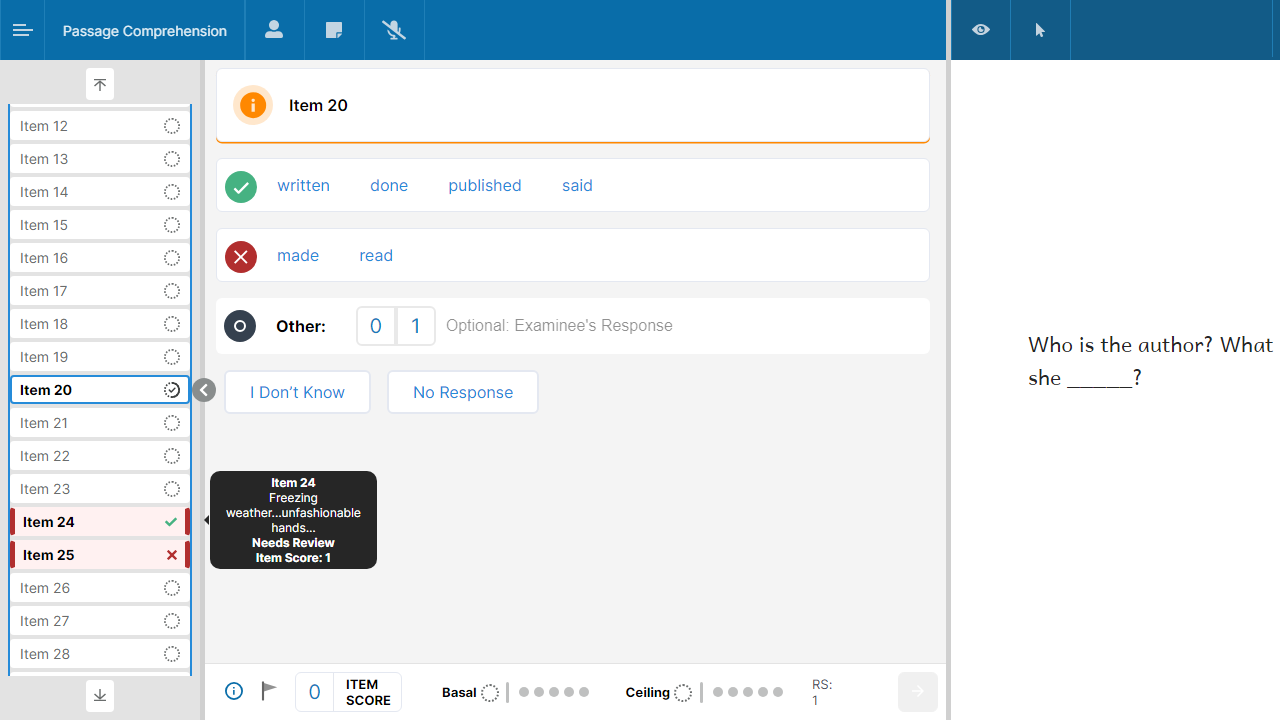 Passage Comprehension
Item 12
Item 13
Item 14
Item 15
Item 16
Item 17
Item 18
Item 19
Item 20
Item 21
Item 22
Item 23
Item 24
Item 25
Item 26
Item 27
Item 28
Item 20
written done published said
made read
Other: 0 1 Optional: Examinee's Response
I Don’t Know No Response
Item 24
Freezing
weather...unfashionable
hands...
Needs Review
Item Score: 1
0 ITEM
SCORE
Basal Ceiling
RS:
1
Who is the author? What
she _____?